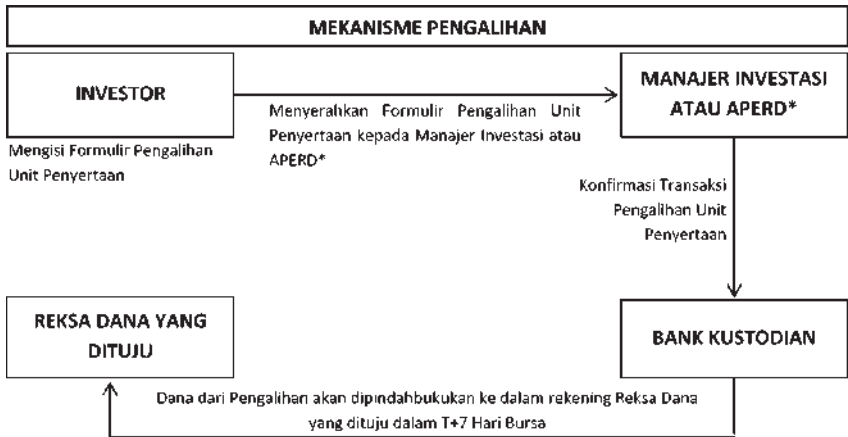 MEKANISME PENGALIHAN
INVESTOR
MANAJER INVESTASI
ATAU APERD*
Menyerahkan Formulir Pengalihan Unit
Penyertaan kepada Manajer Investasi atau
APERD*
Mengisi Formulir Pengalihan
Unit Penyertaan
Konfirmasi Transaksi
Pengalihan Unit
Penyertaan
REKSA DANA YANG
DITUJU
BANK KUSTODIAN
Dana dari Pengalihan akan dipindahbukukan ke dalam rekening Reksa Dana
yang dituju dalam T+7 Hari Bursa